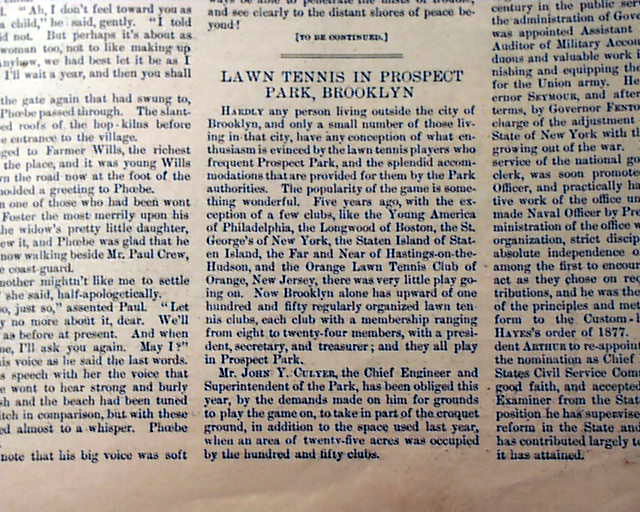 "Ah, I don't feel toward you as
a child," he said, gently. "I told
did not. But perhaps it's about as
woman too, not to like making up
we had best let it be as I
I'll wait a year, and then you shall
the gate again that had swung to,
Phœbe passed through. The slant-
ed roofs of the hop-kilns before
e entrance to the village.
ged to Farmer Wills, the richest
the place, and it was young Wills
n the road now at the foot of the
holded a greeting to Phœbe.
n one of those who had been wont
Foster the most merrily upon his
the widow's pretty little daughter,
ew it, and Phœbe was glad that he
now walking beside Mr. Paul Crew,
e coast-guard.
mother mightn't like me to settle
she said, half-apologetically.
so, just so," assented Paul. "Let
y no more about it, dear. We'll
as before at present. And when
me, I'll ask you again. May I?"
his voice as he said the last words.
s speech with her the voice that
e wont to hear strong and burly
sh and the beach had been tuned
itch in comparison, but with these
ed almost to a whisper. Phœbe
note that his big voice was soft
and see clearly to the distant shores of peace be-
yond!
[TO BE CONTINUED.]
LAWN TENNIS IN PROSPECT
PARK, BROOKLYN
HARDLY any person living outside the city of
Brooklyn, and only a small number of those liv-
ing in that city, have any conception of what en-
thusiasm is evinced by the lawn tennis players who
frequent Prospect Park, and the splendid accom-
modations that are provided for them by the Park
authorities. The popularity of the game is some-
thing wonderful. Five years ago, with the ex-
ception of a few clubs, like the Young America
of Philadelphia, the Longwood of Boston, the St.
George's of New York, the Staten Island of Stat-
en Island, the Far and Near of Hastings-on-the-
Hudson, and the Orange Lawn Tennis Club of
Orange, New Jersey, there was very little play go-
ing on. Now Brooklyn alone has upward of one
hundred and fifty regularly organized lawn ten-
nis clubs, each club with a membership ranging
from eight to twenty-four members, with a presi-
dent, secretary, and treasurer; and they all play
in Prospect Park.
Mr. JOHN Y. CULYER, the Chief Engineer and
Superintendent of the Park, has been obliged this
year, by the demands made on him for grounds
to play the game on, to take in part of the croquet
ground, in addition to the space used last year,
when an area of twenty-five acres was occupied
by the hundred and fifty clubs.
century in the public ser
the administration of Gov
was appointed Assistant
Auditor of Military Accou
duous and valuable work i
nishing and equipping the
for the Union army. He
ernor SEYMOUR, and after
terms, by Governor FENT
charge of the adjustment
State of New York with t
growing out of the war.
service of the national go
clerk, was soon promote
Officer, and practically ha
tive work of the office un
made Naval Officer by Pr
ministration of the office w
organization, strict discip
absolute independence o
among the first to encour
act as they chose on rec
tributions, and he was the
of the principles and me
form to the Custom-h
HAYES'S order of 1877.
dent ARTHUR to re-appoint
the nomination as Chief
States Civil Service Com
good faith, and accepte
Examiner from the Stat
position he has supervise
reform in the State and
has contributed largely to
it has attained.